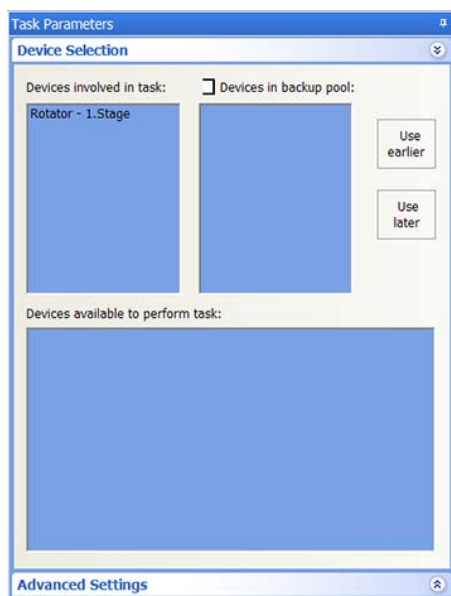 Task Parameters
Device Selection
Devices involved in task:
Devices in backup pool:
Rotator - 1.Stage
Use
earlier
Use
later
Devices available to perform task:
Advanced Settings